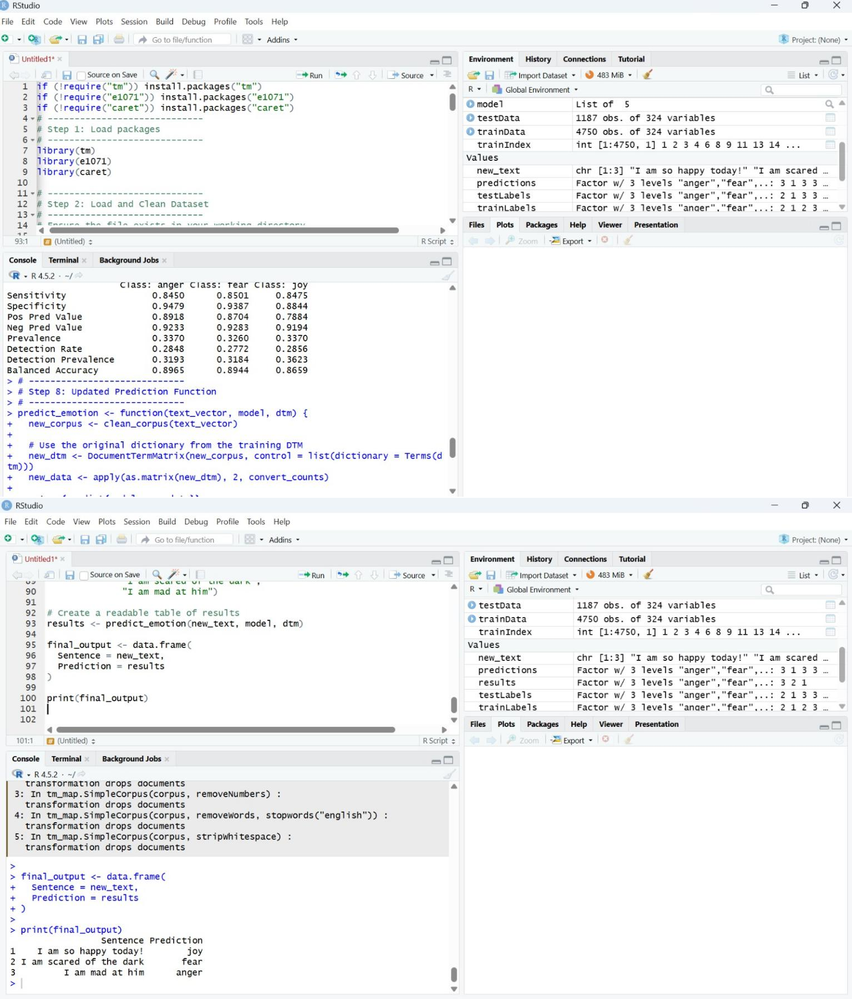 RStudio
File Edit Code View Plots Session Build Debug Profile Tools Help
Go to file/function Addins Project: (None)
Untitled1*
Source on Save Run Source
1 if (!require("tm")) install.packages("tm")
2 if (!require("e1071")) install.packages("e1071")
3 if (!require("caret")) install.packages("caret")
4 # -----------------------------
5 # Step 1: Load packages
6 # -----------------------------
7 library(tm)
8 library(e1071)
9 library(caret)
10
11 # -----------------------------
12 # Step 2: Load and Clean Dataset
13 # -----------------------------
14 # Ensure the file exists in your working directory
93:1 (Untitled) R Script
Environment History Connections Tutorial
Import Dataset 483 MiB List
R Global Environment
model List of 5
testData 1187 obs. of 324 variables
trainData 4750 obs. of 324 variables
trainIndex int [1:4750, 1] 1 2 3 4 6 8 9 11 13 14 ...
Values
new_text chr [1:3] "I am so happy today!" "I am scared …
predictions Factor w/ 3 levels "anger","fear",..: 3 1 3 3 …
testLabels Factor w/ 3 levels "anger","fear",..: 2 1 3 3 …
trainLabels Factor w/ 3 levels "anger","fear",..: 2 1 2 3 …
Files Plots Packages Help Viewer Presentation
Zoom Export
Console Terminal Background Jobs
R 4.5.2 · ~/
Class: anger Class: fear Class: joy
Sensitivity 0.8450 0.8501 0.8475
Specificity 0.9479 0.9387 0.8844
Pos Pred Value 0.8918 0.8704 0.7884
Neg Pred Value 0.9233 0.9283 0.9194
Prevalence 0.3370 0.3260 0.3370
Detection Rate 0.2848 0.2772 0.2856
Detection Prevalence 0.3193 0.3184 0.3623
Balanced Accuracy 0.8965 0.8944 0.8659
> # -----------------------------
> # Step 8: Updated Prediction Function
> # -----------------------------
> predict_emotion <- function(text_vector, model, dtm) {
+ new_corpus <- clean_corpus(text_vector)
+
+ # Use the original dictionary from the training DTM
+ new_dtm <- DocumentTermMatrix(new_corpus, control = list(dictionary = Terms(d
tm)))
+ new_data <- apply(as.matrix(new_dtm), 2, convert_counts)
+
RStudio
File Edit Code View Plots Session Build Debug Profile Tools Help
Go to file/function Addins Project: (None)
Untitled1*
Source on Save Run Source
89 "I am scared of the dark",
90 "I am mad at him")
91
92 # Create a readable table of results
93 results <- predict_emotion(new_text, model, dtm)
94
95 final_output <- data.frame(
96 Sentence = new_text,
97 Prediction = results
98 )
99
100 print(final_output)
101
102
101:1 (Untitled) R Script
Environment History Connections Tutorial
Import Dataset 483 MiB List
R Global Environment
testData 1187 obs. of 324 variables
trainData 4750 obs. of 324 variables
trainIndex int [1:4750, 1] 1 2 3 4 6 8 9 11 13 14 ...
Values
new_text chr [1:3] "I am so happy today!" "I am scared …
predictions Factor w/ 3 levels "anger","fear",..: 3 1 3 3 …
results Factor w/ 3 levels "anger","fear",..: 3 2 1
testLabels Factor w/ 3 levels "anger","fear",..: 2 1 3 3 …
trainLabels Factor w/ 3 levels "anger","fear",..: 2 1 2 3 …
Files Plots Packages Help Viewer Presentation
Zoom Export
Console Terminal Background Jobs
R 4.5.2 · ~/
transformation drops documents
3: In tm_map.SimpleCorpus(corpus, removeNumbers) :
transformation drops documents
4: In tm_map.SimpleCorpus(corpus, removeWords, stopwords("english")) :
transformation drops documents
5: In tm_map.SimpleCorpus(corpus, stripWhitespace) :
transformation drops documents
>
> final_output <- data.frame(
+ Sentence = new_text,
+ Prediction = results
+ )
>
> print(final_output)
Sentence Prediction
1 I am so happy today! joy
2 I am scared of the dark fear
3 I am mad at him anger
>